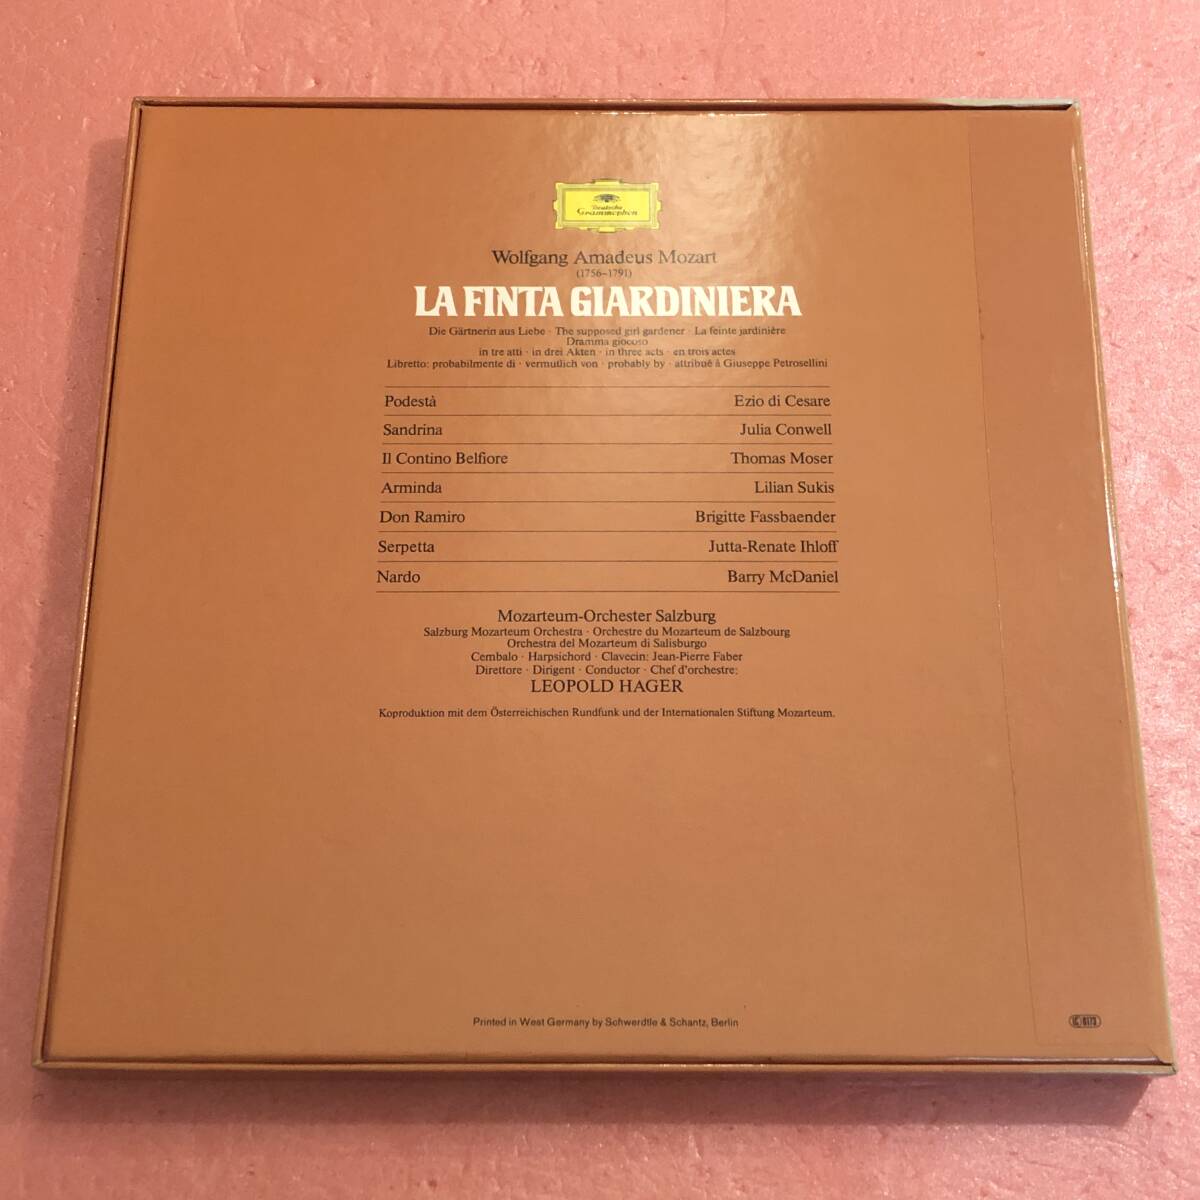 Deutsche
Grammophon
Wolfgang Amadeus Mozart
(1756–1791)
LA FINTA GIARDINIERA
Die Gärtnerin aus Liebe · The supposed girl gardener · La feinte jardinière
Dramma giocoso
in tre atti · in drei Akten · in three acts · en trois actes
Libretto: probabilmente di · vermutlich von · probably by · attribué à Giuseppe Petrosellini
Podestà Ezio di Cesare
Sandrina Julia Conwell
Il Contino Belfiore Thomas Moser
Arminda Lilian Sukis
Don Ramiro Brigitte Fassbaender
Serpetta Jutta-Renate Ihloff
Nardo Barry McDaniel
Mozarteum-Orchester Salzburg
Salzburg Mozarteum Orchestra · Orchestre du Mozarteum de Salzbourg
Orchestra del Mozarteum di Salisburgo
Cembalo · Harpsichord · Clavecin: Jean-Pierre Faber
Direttore · Dirigent · Conductor · Chef d'orchestre:
LEOPOLD HAGER
Koproduktion mit dem Österreichischen Rundfunk und der Internationalen Stiftung Mozarteum.
Printed in West Germany by Schwerdtle & Schantz, Berlin
0173